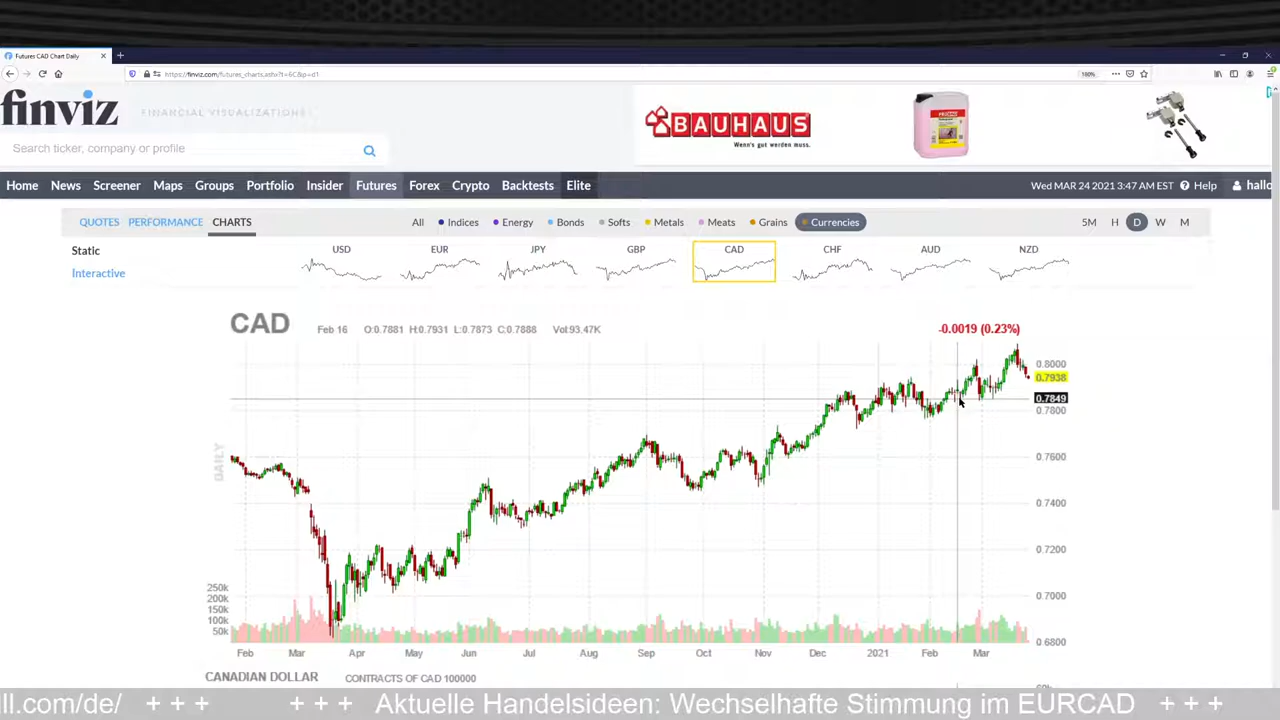 Futures CAD Chart Daily
https://finviz.com/futures_charts.ashx?t=6C&p=d1
100%
finviz FINANCIAL VISUALIZATIONS
BAUHAUS
Wenn's gut werden muss.
Search ticker, company or profile
Home News Screener Maps Groups Portfolio Insider Futures Forex Crypto Backtests Elite
Wed MAR 24 2021 3:47 AM EST Help hallo
QUOTES PERFORMANCE CHARTS
All Indices Energy Bonds Softs Metals Meats Grains Currencies
5M H D W M
Static
Interactive
USD EUR JPY GBP CAD CHF AUD NZD
CAD Feb 16 O:0.7881 H:0.7931 L:0.7873 C:0.7888 Vol:93.47K
-0.0019 (0.23%)
0.8000
0.7938
0.7849
0.7800
DAILY
0.7600
0.7400
0.7200
0.7000
0.6800
250k
200k
150k
100k
50k
Feb Mar Apr May Jun Jul Aug Sep Oct Nov Dec 2021 Feb Mar
CANADIAN DOLLAR CONTRACTS OF CAD 100000
ll.com/de/ +++ +++ Aktuelle Handelsideen: Wechselhafte Stimmung im EURCAD +++